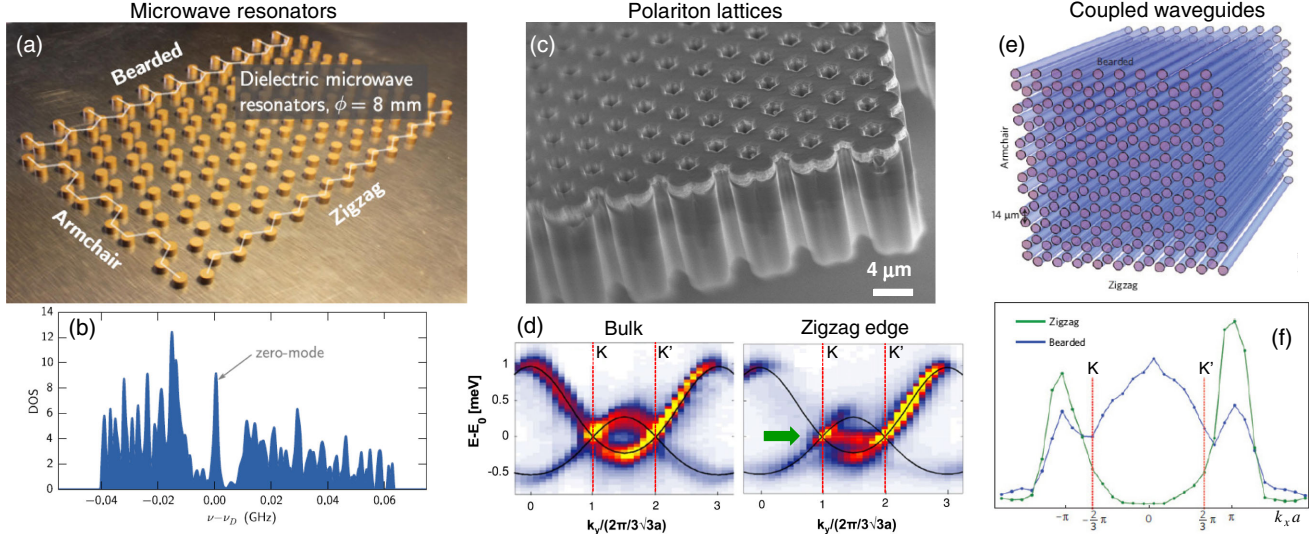 Microwave resonators
(a)
Bearded
Dielectric microwave
resonators, ϕ = 8 mm
Armchair
Zigzag
(b)
14
12
10
8
6
4
2
0
DOS
zero-mode
−0.04
−0.02
0.00
0.02
0.04
0.06
ν−ν_D (GHz)
Polariton lattices
(c)
4 μm
(d)
Bulk
Zigzag edge
K
K’
K
K’
E-E₀ [meV]
1
0
-0.5
0
1
2
3
0
1
2
3
k_y/(2π/3√3a)
k_y/(2π/3√3a)
Coupled waveguides
(e)
Bearded
Armchair
14 μm
Zigzag
Zigzag
Bearded
(f)
K
K’
−π
−2/3 π
0
2/3 π
π
k_x a